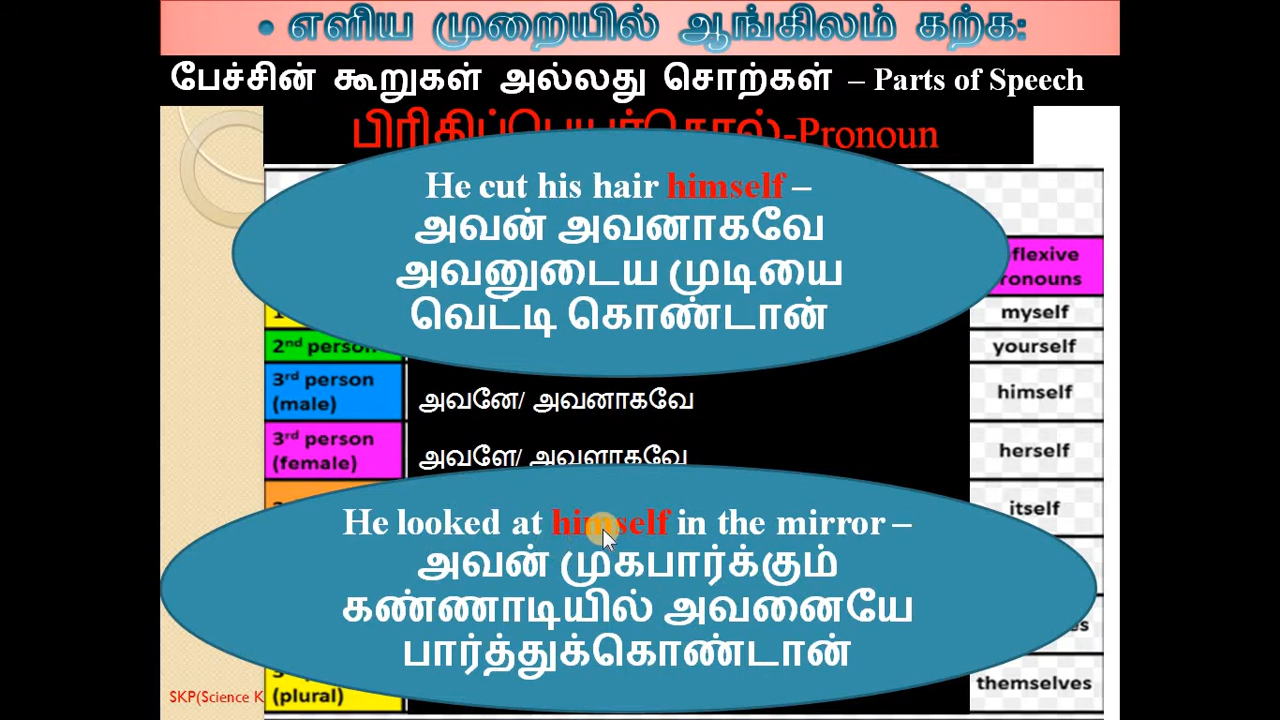 • எளிய முறையில் ஆங்கிலம் கற்க:
பேச்சின் கூறுகள் அல்லது சொற்கள் – Parts of Speech
பிரதிப்பெயர்சொல்-Pronoun
He cut his hair himself –
அவன் அவனாகவே
அவனுடைய முடியை
வெட்டி கொண்டான்
flexive
ronouns
myself
2nd person
yourself
3rd person
(male)
அவனே/ அவனாகவே
himself
3rd person
(female)
அவளே/ அவளாகவே
herself
itself
He looked at himself in the mirror –
அவன் முகபார்க்கும்
கண்ணாடியில் அவனையே
பார்த்துக்கொண்டான்
es
(plural)
themselves
SKP(Science K